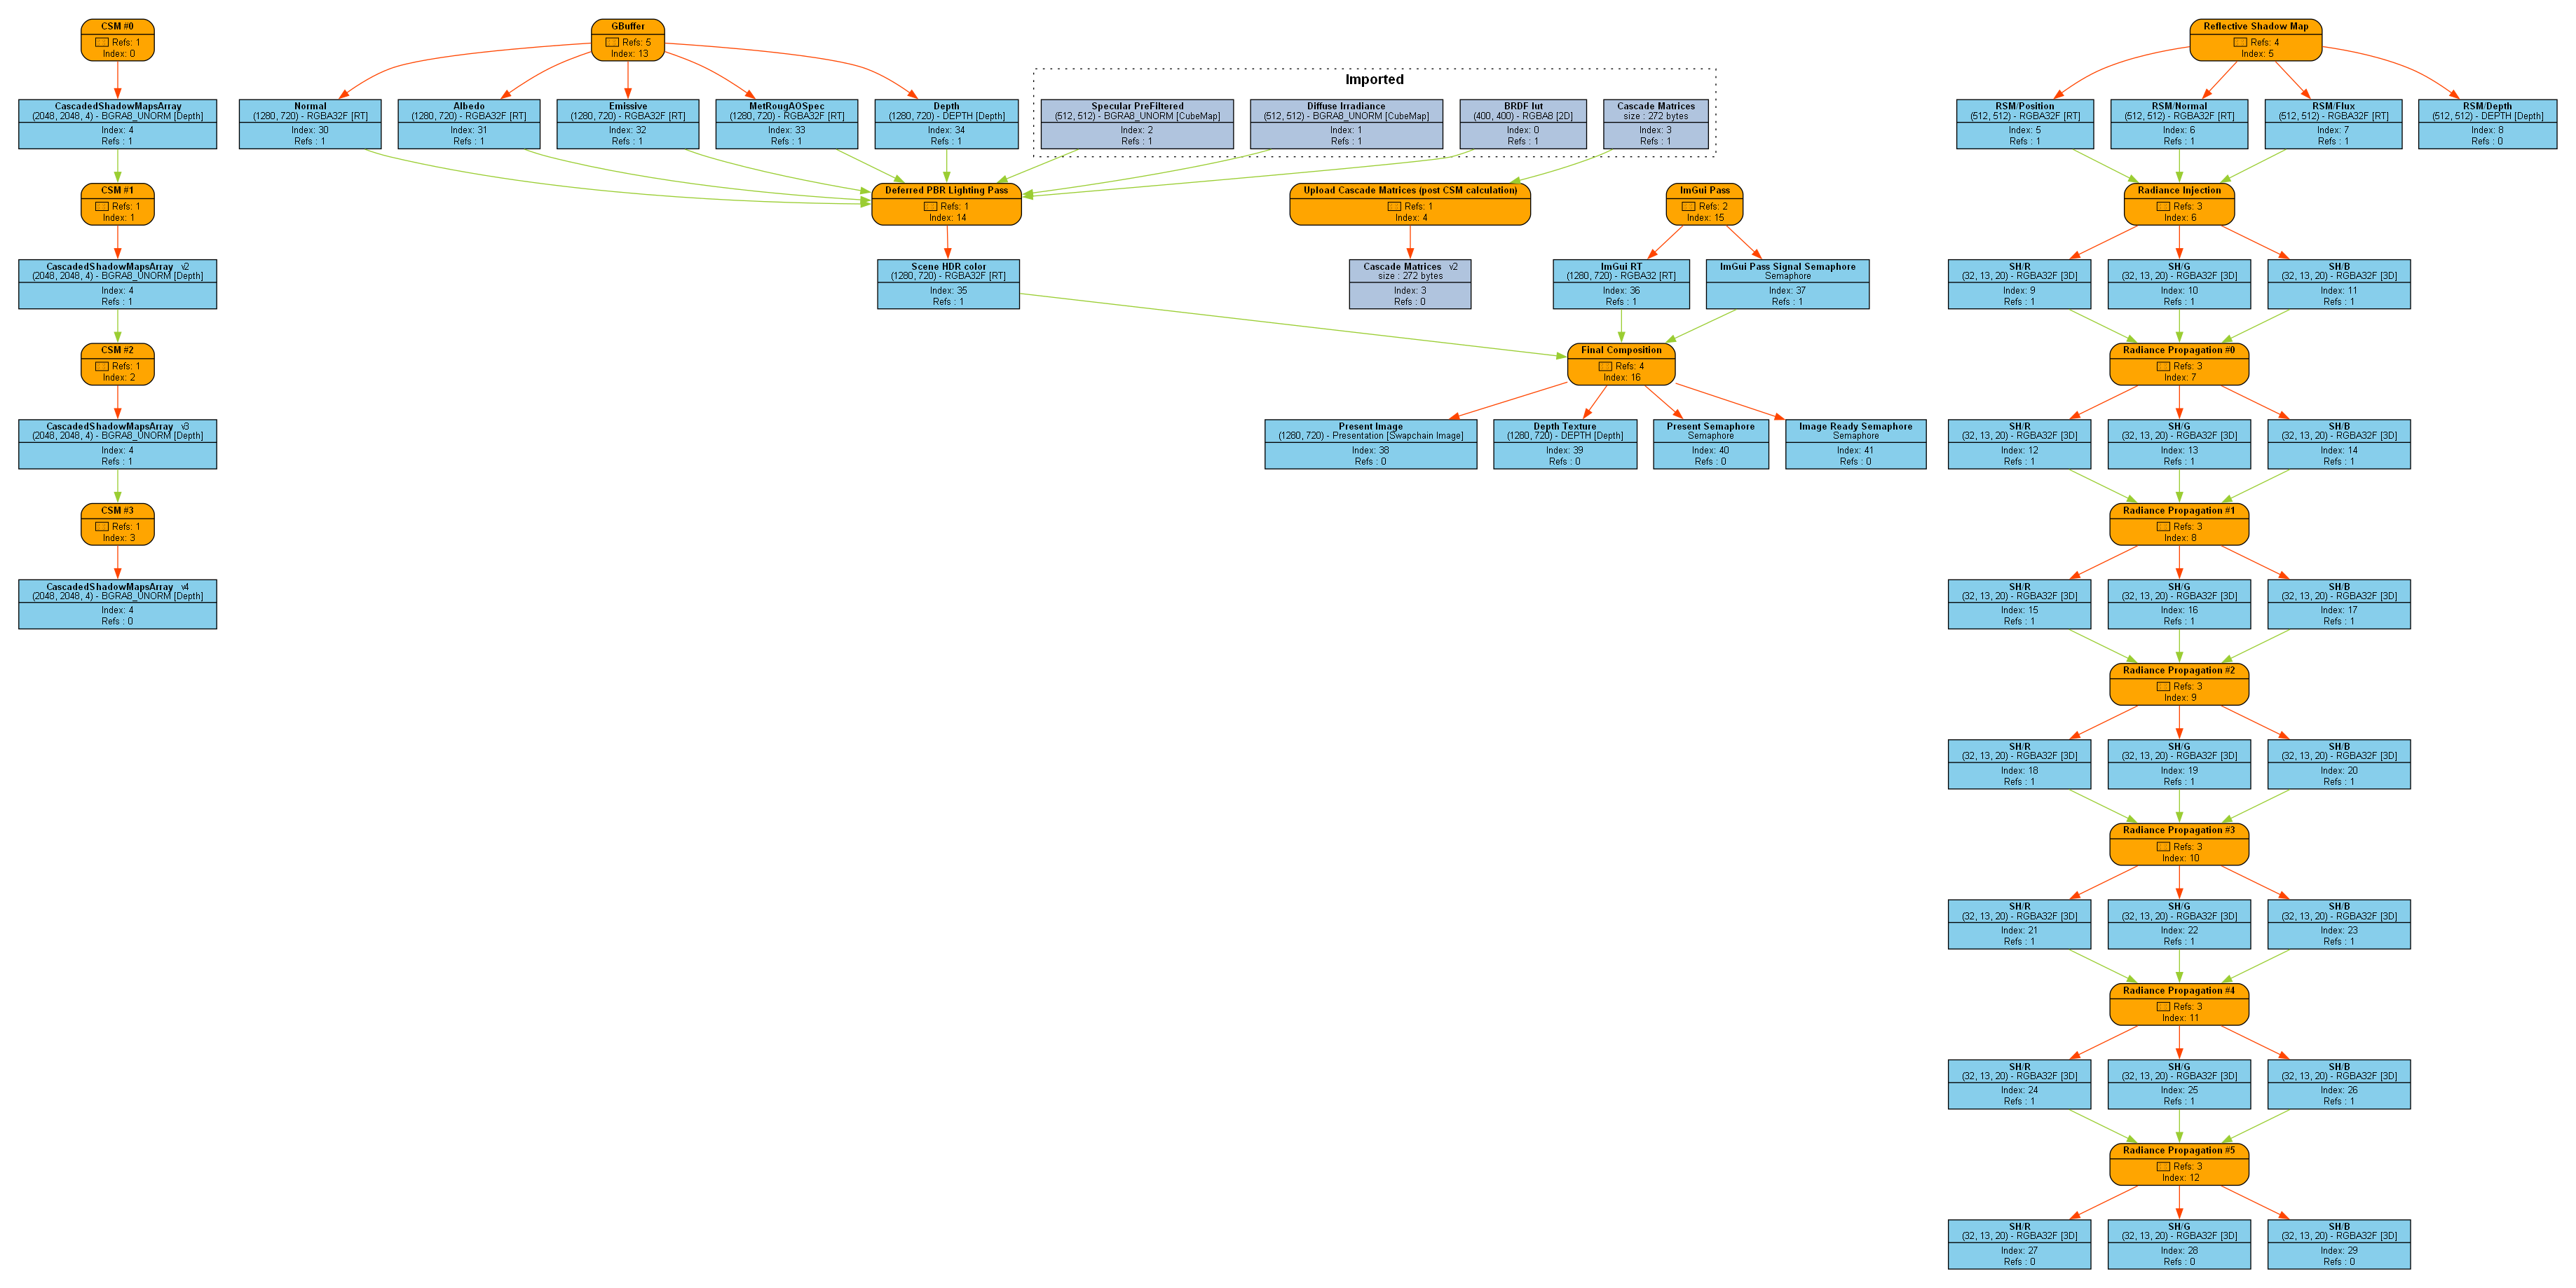 CSM #0
Refs: 1
Index: 0
GBuffer
Refs: 5
Index: 13
Reflective Shadow Map
Refs: 4
Index: 5
Imported
CascadedShadowMapsArray
(2048, 2048, 4) - BGRA8_UNORM [Depth]
Index: 4
Refs : 1
Normal
(1280, 720) - RGBA32F [RT]
Index: 30
Refs : 1
Albedo
(1280, 720) - RGBA32F [RT]
Index: 31
Refs : 1
Emissive
(1280, 720) - RGBA32F [RT]
Index: 32
Refs : 1
MetRougAOSpec
(1280, 720) - RGBA32F [RT]
Index: 33
Refs : 1
Depth
(1280, 720) - DEPTH [Depth]
Index: 34
Refs : 1
Specular PreFiltered
(512, 512) - BGRA8_UNORM [CubeMap]
Index: 2
Refs : 1
Diffuse Irradiance
(512, 512) - BGRA8_UNORM [CubeMap]
Index: 1
Refs : 1
BRDF lut
(400, 400) - RGBA8 [2D]
Index: 0
Refs : 1
Cascade Matrices
size : 272 bytes
Index: 3
Refs : 1
RSM/Position
(512, 512) - RGBA32F [RT]
Index: 5
Refs : 1
RSM/Normal
(512, 512) - RGBA32F [RT]
Index: 6
Refs : 1
RSM/Flux
(512, 512) - RGBA32F [RT]
Index: 7
Refs : 1
RSM/Depth
(512, 512) - DEPTH [Depth]
Index: 8
Refs : 0
CSM #1
Refs: 1
Index: 1
Deferred PBR Lighting Pass
Refs: 1
Index: 14
Upload Cascade Matrices (post CSM calculation)
Refs: 1
Index: 4
ImGui Pass
Refs: 2
Index: 15
Radiance Injection
Refs: 3
Index: 6
CascadedShadowMapsArray v2
(2048, 2048, 4) - BGRA8_UNORM [Depth]
Index: 4
Refs : 1
Scene HDR color
(1280, 720) - RGBA32F [RT]
Index: 35
Refs : 1
Cascade Matrices v2
size : 272 bytes
Index: 3
Refs : 0
ImGui RT
(1280, 720) - RGBA32 [RT]
Index: 36
Refs : 1
ImGui Pass Signal Semaphore
Semaphore
Index: 37
Refs : 1
SH/R
(32, 13, 20) - RGBA32F [3D]
Index: 9
Refs : 1
SH/G
(32, 13, 20) - RGBA32F [3D]
Index: 10
Refs : 1
SH/B
(32, 13, 20) - RGBA32F [3D]
Index: 11
Refs : 1
CSM #2
Refs: 1
Index: 2
Final Composition
Refs: 4
Index: 16
Radiance Propagation #0
Refs: 3
Index: 7
CascadedShadowMapsArray v3
(2048, 2048, 4) - BGRA8_UNORM [Depth]
Index: 4
Refs : 1
Present Image
(1280, 720) - Presentation [Swapchain Image]
Index: 38
Refs : 0
Depth Texture
(1280, 720) - DEPTH [Depth]
Index: 39
Refs : 0
Present Semaphore
Semaphore
Index: 40
Refs : 0
Image Ready Semaphore
Semaphore
Index: 41
Refs : 0
SH/R
(32, 13, 20) - RGBA32F [3D]
Index: 12
Refs : 1
SH/G
(32, 13, 20) - RGBA32F [3D]
Index: 13
Refs : 1
SH/B
(32, 13, 20) - RGBA32F [3D]
Index: 14
Refs : 1
CSM #3
Refs: 1
Index: 3
Radiance Propagation #1
Refs: 3
Index: 8
CascadedShadowMapsArray v4
(2048, 2048, 4) - BGRA8_UNORM [Depth]
Index: 4
Refs : 0
SH/R
(32, 13, 20) - RGBA32F [3D]
Index: 15
Refs : 1
SH/G
(32, 13, 20) - RGBA32F [3D]
Index: 16
Refs : 1
SH/B
(32, 13, 20) - RGBA32F [3D]
Index: 17
Refs : 1
Radiance Propagation #2
Refs: 3
Index: 9
SH/R
(32, 13, 20) - RGBA32F [3D]
Index: 18
Refs : 1
SH/G
(32, 13, 20) - RGBA32F [3D]
Index: 19
Refs : 1
SH/B
(32, 13, 20) - RGBA32F [3D]
Index: 20
Refs : 1
Radiance Propagation #3
Refs: 3
Index: 10
SH/R
(32, 13, 20) - RGBA32F [3D]
Index: 21
Refs : 1
SH/G
(32, 13, 20) - RGBA32F [3D]
Index: 22
Refs : 1
SH/B
(32, 13, 20) - RGBA32F [3D]
Index: 23
Refs : 1
Radiance Propagation #4
Refs: 3
Index: 11
SH/R
(32, 13, 20) - RGBA32F [3D]
Index: 24
Refs : 1
SH/G
(32, 13, 20) - RGBA32F [3D]
Index: 25
Refs : 1
SH/B
(32, 13, 20) - RGBA32F [3D]
Index: 26
Refs : 1
Radiance Propagation #5
Refs: 3
Index: 12
SH/R
(32, 13, 20) - RGBA32F [3D]
Index: 27
Refs : 0
SH/G
(32, 13, 20) - RGBA32F [3D]
Index: 28
Refs : 0
SH/B
(32, 13, 20) - RGBA32F [3D]
Index: 29
Refs : 0